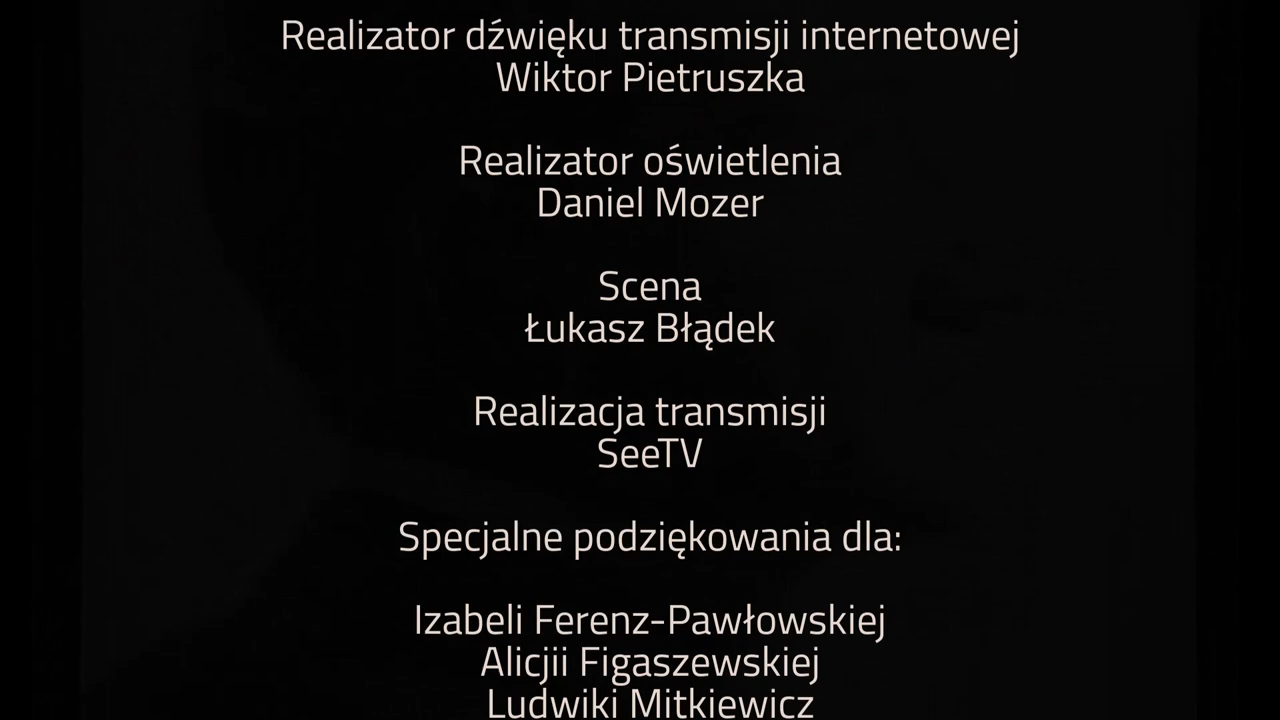 Realizator dźwięku transmisji internetowej
Wiktor Pietruszka
Realizator oświetlenia
Daniel Mozer
Scena
Łukasz Błądek
Realizacja transmisji
SeeTV
Specjalne podziękowania dla:
Izabeli Ferenz-Pawłowskiej
Alicjii Figaszewskiej
Ludwiki Mitkiewicz